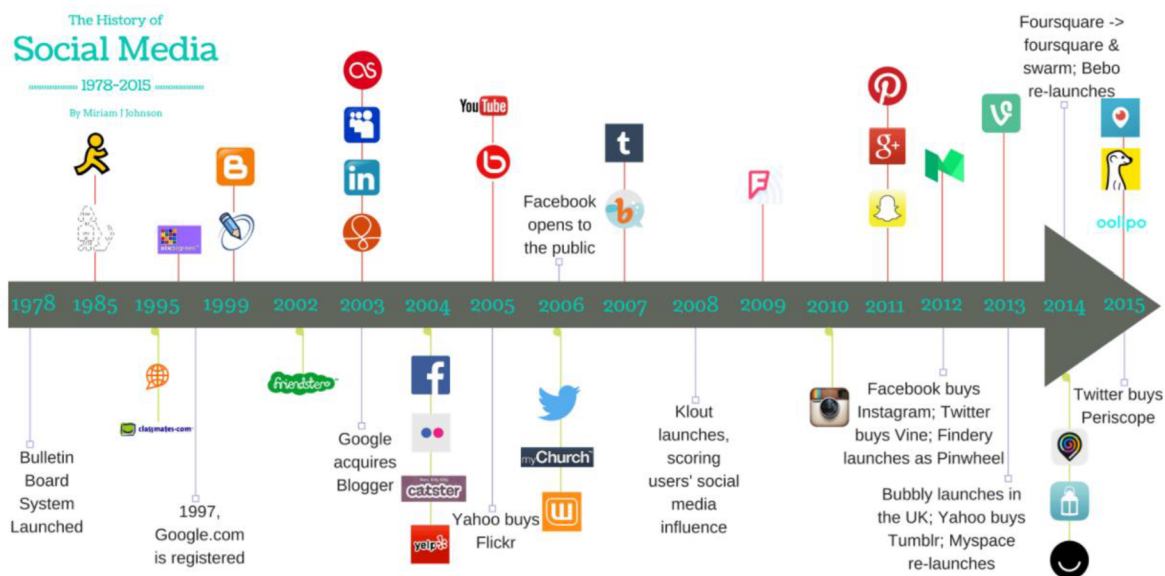 The History of
Social Media
1978-2015
By Miriam J Johnson
Foursquare ->
foursquare &
swarm; Bebo
re-launches
YouTube
Facebook
opens to
the public
oolipo
1978 1985 1995 1999 2002 2003 2004 2005 2006 2007 2008 2009 2010 2011 2012 2013 2014 2015
Bulletin
Board
System
Launched
classmates.com
1997,
Google.com
is registered
friendster
Google
acquires
Blogger
catster
yelp
Yahoo buys
Flickr
myChurch
Klout
launches,
scoring
users' social
media
influence
Facebook buys
Instagram; Twitter
buys Vine; Findery
launches as Pinwheel
Bubbly launches in
the UK; Yahoo buys
Tumblr; Myspace
re-launches
Twitter buys
Periscope